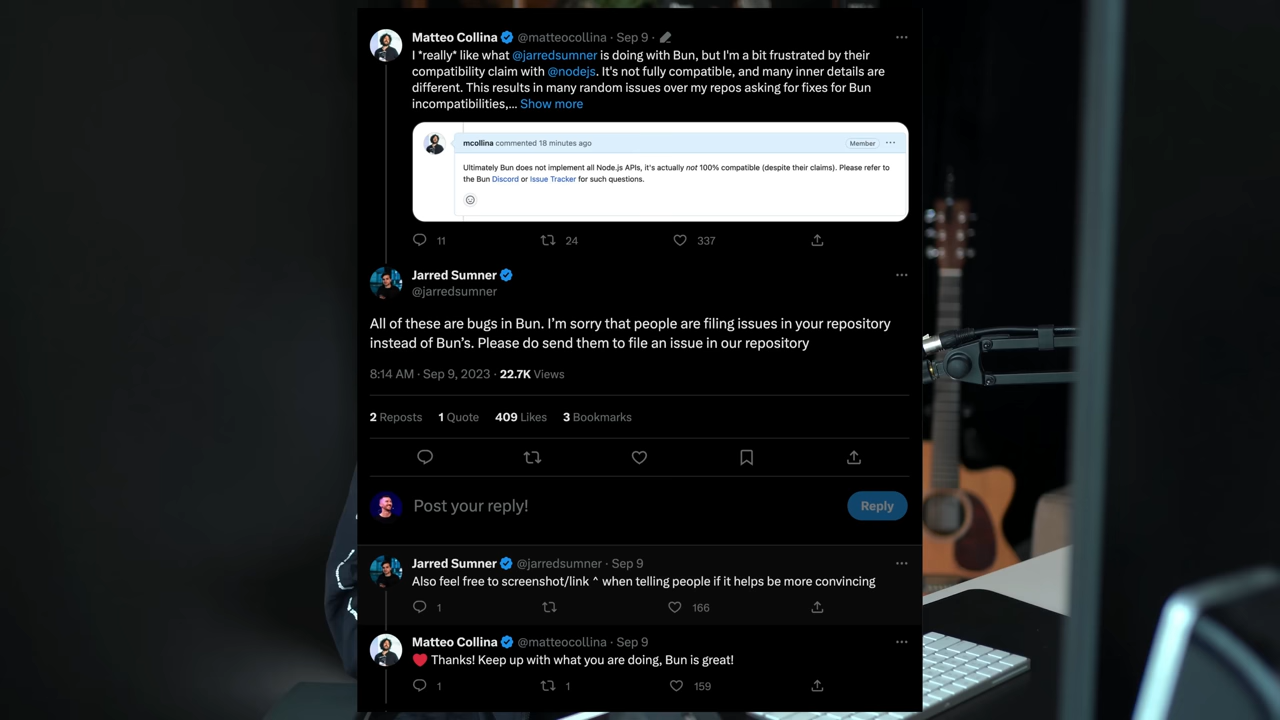 Matteo Collina @matteocollina · Sep 9 ·
I *really* like what @jarredsumner is doing with Bun, but I'm a bit frustrated by their
compatibility claim with @nodejs. It's not fully compatible, and many inner details are
different. This results in many random issues over my repos asking for fixes for Bun
incompatibilities,... Show more
mcollina commented 18 minutes ago Member
Ultimately Bun does not implement all Node.js APIs, it's actually not 100% compatible (despite their claims). Please refer to
the Bun Discord or Issue Tracker for such questions.
11 24 337
Jarred Sumner
@jarredsumner
All of these are bugs in Bun. I’m sorry that people are filing issues in your repository
instead of Bun’s. Please do send them to file an issue in our repository
8:14 AM · Sep 9, 2023 · 22.7K Views
2 Reposts 1 Quote 409 Likes 3 Bookmarks
Post your reply! Reply
Jarred Sumner @jarredsumner · Sep 9
Also feel free to screenshot/link ^ when telling people if it helps be more convincing
1 166
Matteo Collina @matteocollina · Sep 9
❤️ Thanks! Keep up with what you are doing, Bun is great!
1 1 159